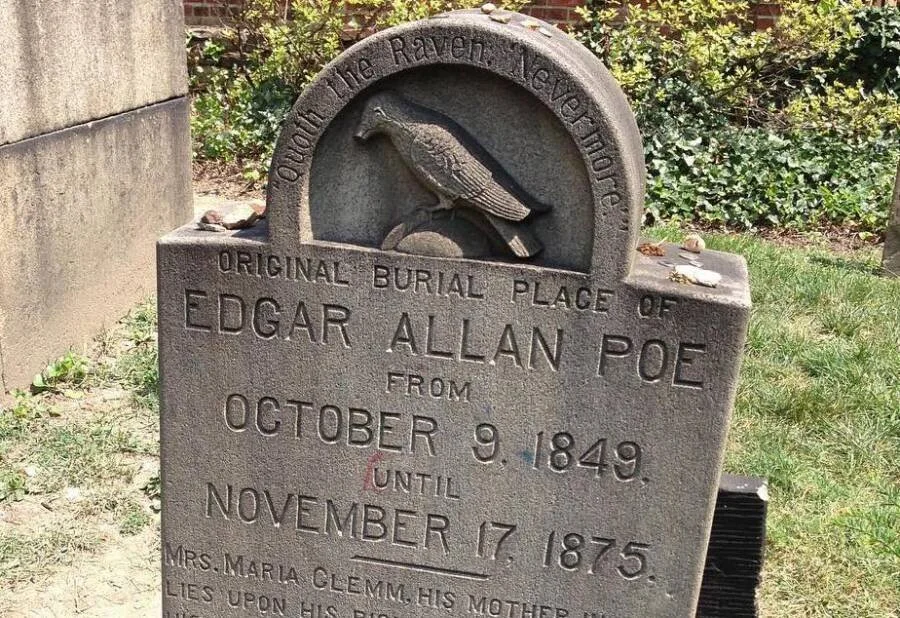 "Quoth the Raven, "Nevermore."
ORIGINAL BURIAL PLACE OF
EDGAR ALLAN POE
FROM
OCTOBER 9. 1849.
UNTIL
NOVEMBER 17. 1875.
MRS. MARIA CLEMM, HIS MOTHER
LIES UPON HIS